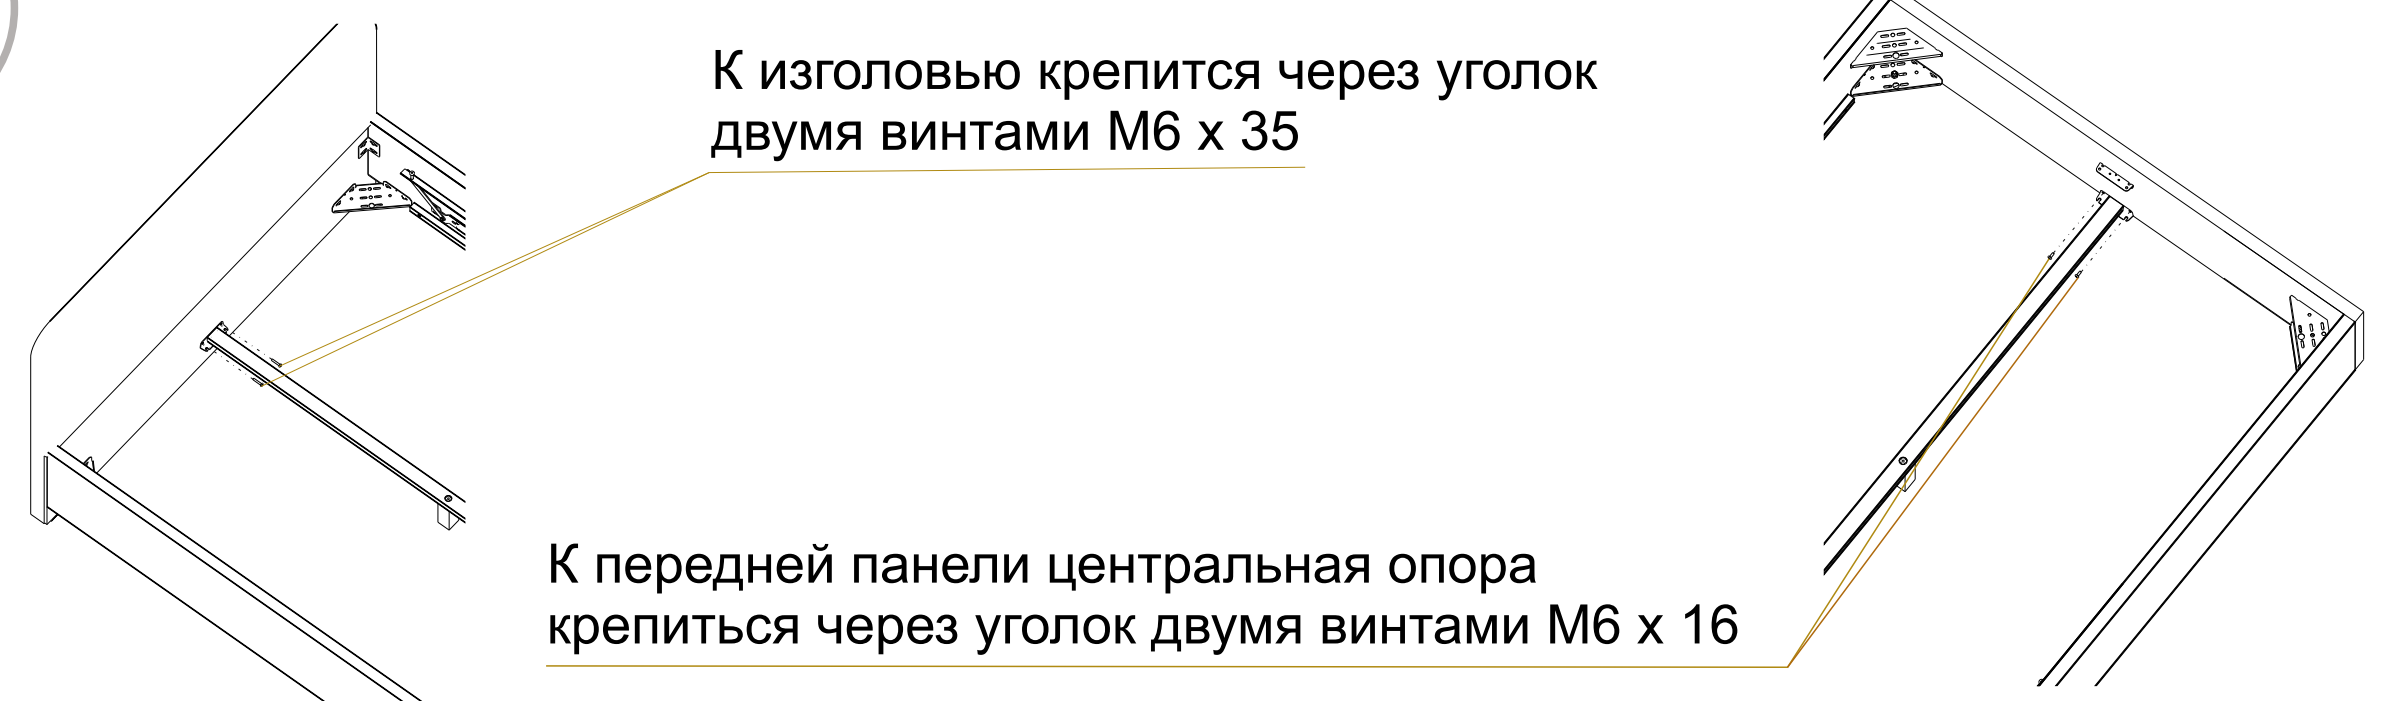 К изголовью крепится через уголок
двумя винтами М6 х 35
К передней панели центральная опора
крепиться через уголок двумя винтами М6 х 16